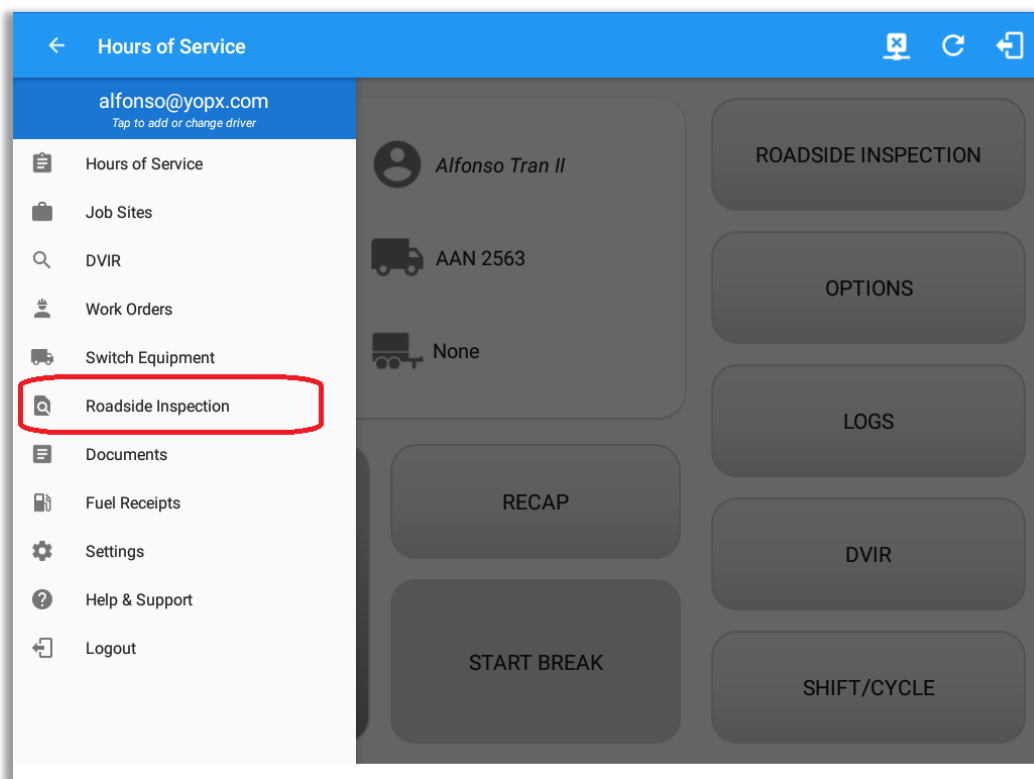 Hours of Service
alfonso@yopx.com
Tap to add or change driver
Hours of Service
Job Sites
DVIR
Work Orders
Switch Equipment
Roadside Inspection
Documents
Fuel Receipts
Settings
Help & Support
Logout
Alfonso Tran II
AAN 2563
None
RECAP
START BREAK
ROADSIDE INSPECTION
OPTIONS
LOGS
DVIR
SHIFT/CYCLE